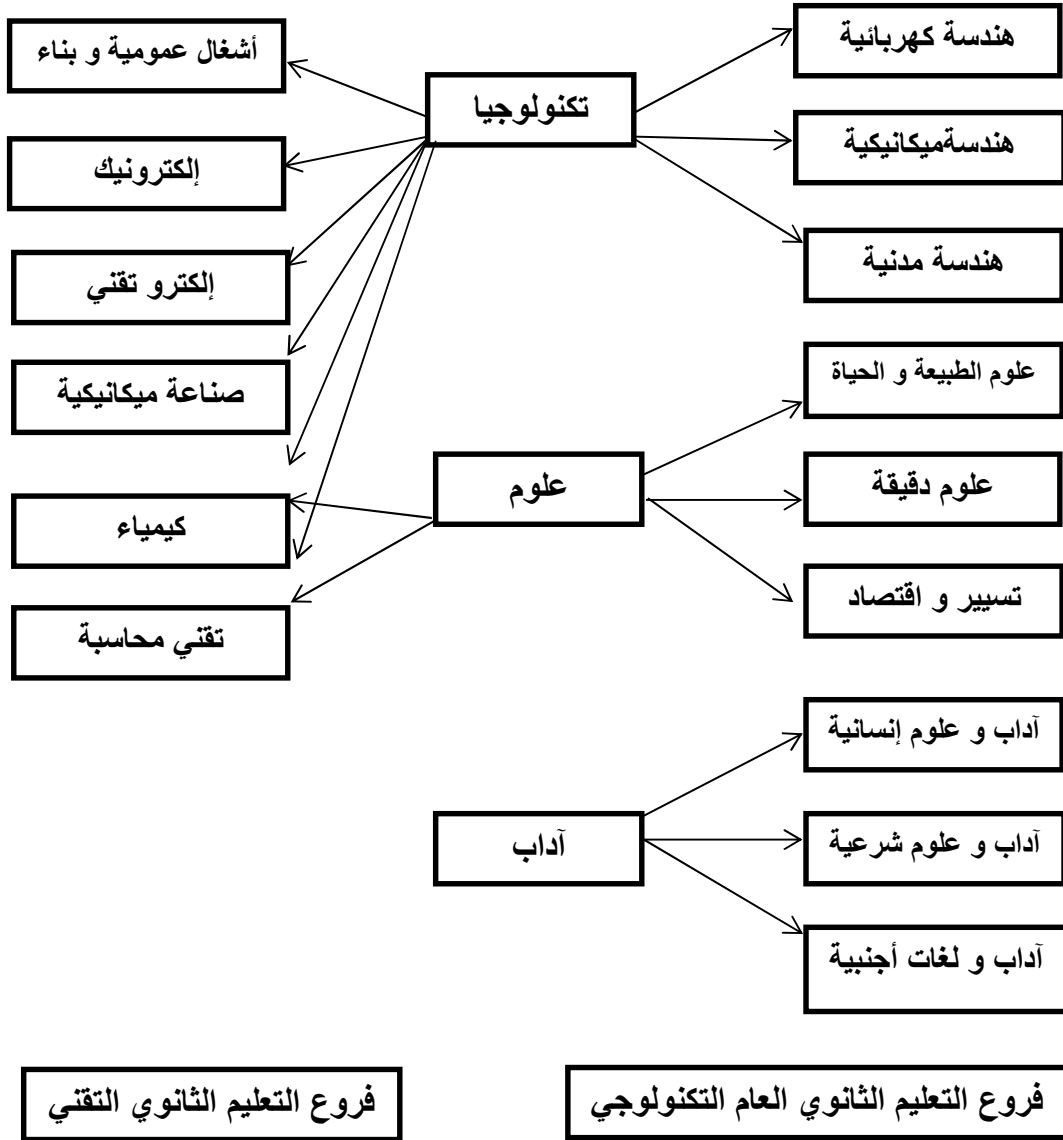 هندسة كهربائية
أشغال عمومية و بناء
تكنولوجيا
هندسةميكانيكية
إلكترونيك
هندسة مدنية
إلكترو تقني
علوم الطبيعة و الحياة
صناعة ميكانيكية
علوم دقيقة
علوم
كيمياء
تسيير و اقتصاد
تقني محاسبة
آداب و علوم إنسانية
آداب و علوم شرعية
آداب
آداب و لغات أجنبية
فروع التعليم الثانوي العام التكنولوجي
فروع التعليم الثانوي التقني